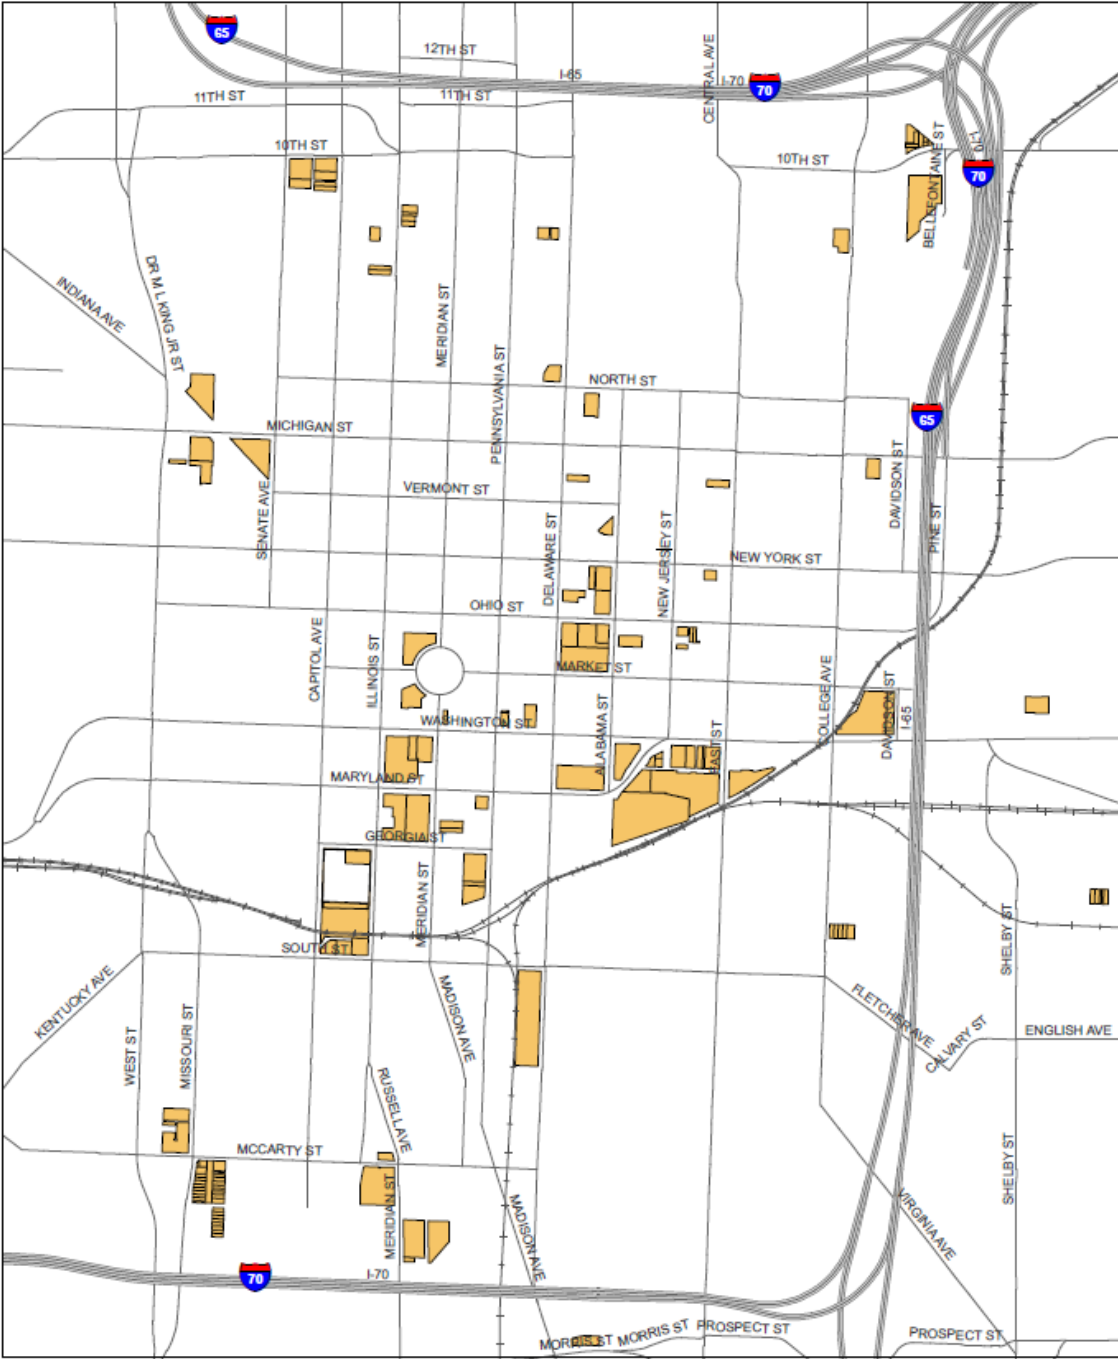 65
12TH ST
CENTRAL AVE
I-65
I-70
70
11TH ST
11TH ST
10TH ST
10TH ST
I-70
70
BELLEFONTAINE ST
INDIANA AVE
DR M L KING JR ST
MERIDIAN ST
PENNSYLVANIA ST
NORTH ST
65
MICHIGAN ST
SENATE AVE
VERMONT ST
DAVIDSON ST
PINE ST
DELAWARE ST
NEW JERSEY ST
NEW YORK ST
OHIO ST
CAPITOL AVE
ILLINOIS ST
MARKET ST
COLLEGE AVE
DAVIDSON ST
I-65
WASHINGTON ST
ALABAMA ST
EAST ST
MARYLAND ST
GEORGIA ST
MERIDIAN ST
SOUTH ST
SHELBY ST
KENTUCKY AVE
WEST ST
MISSOURI ST
MADISON AVE
FLETCHER AVE
CALVARY ST
ENGLISH AVE
RUSSELL AVE
MCCARTY ST
SHELBY ST
MERIDIAN ST
MADISON AVE
VIRGINIA AVE
70
I-70
MORRIS ST
MORRIS ST
PROSPECT ST
PROSPECT ST